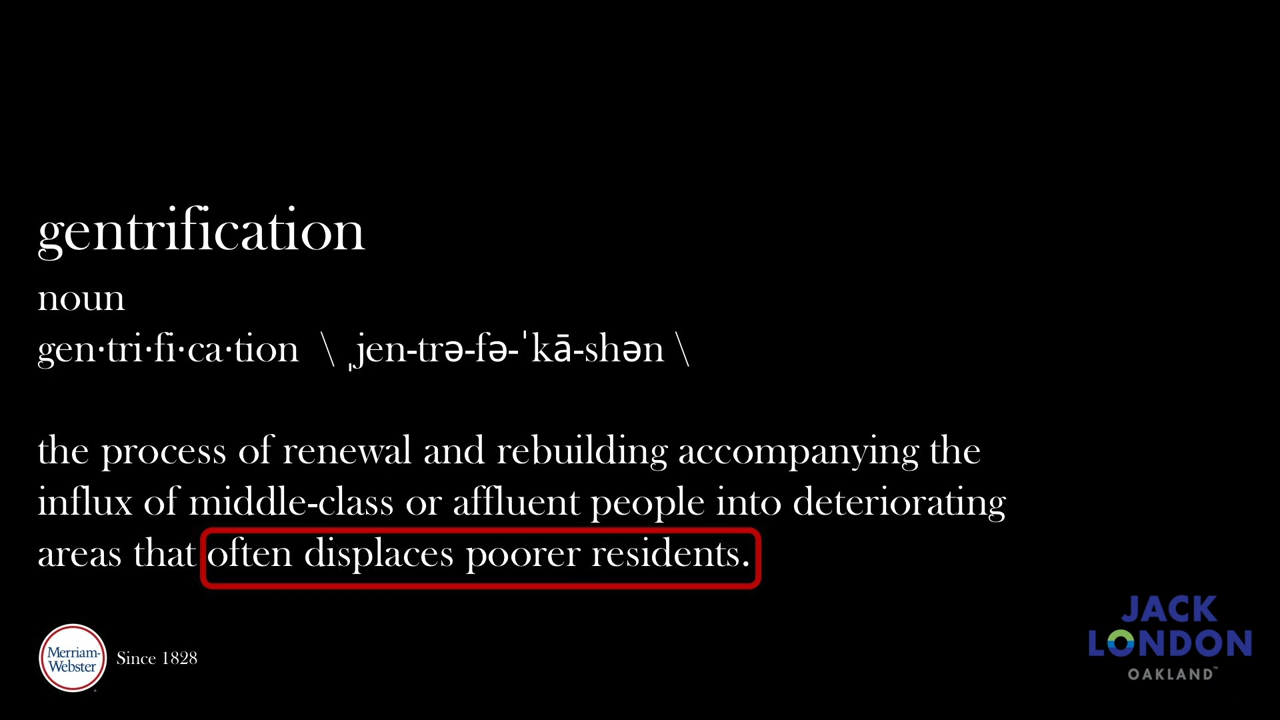 gentrification
noun
gen·tri·fi·ca·tion \ ˌjen-trə-fə-ˈkā-shən \
the process of renewal and rebuilding accompanying the
influx of middle-class or affluent people into deteriorating
areas that often displaces poorer residents.
Merriam-
Webster
Since 1828
JACK
LONDON
OAKLAND™